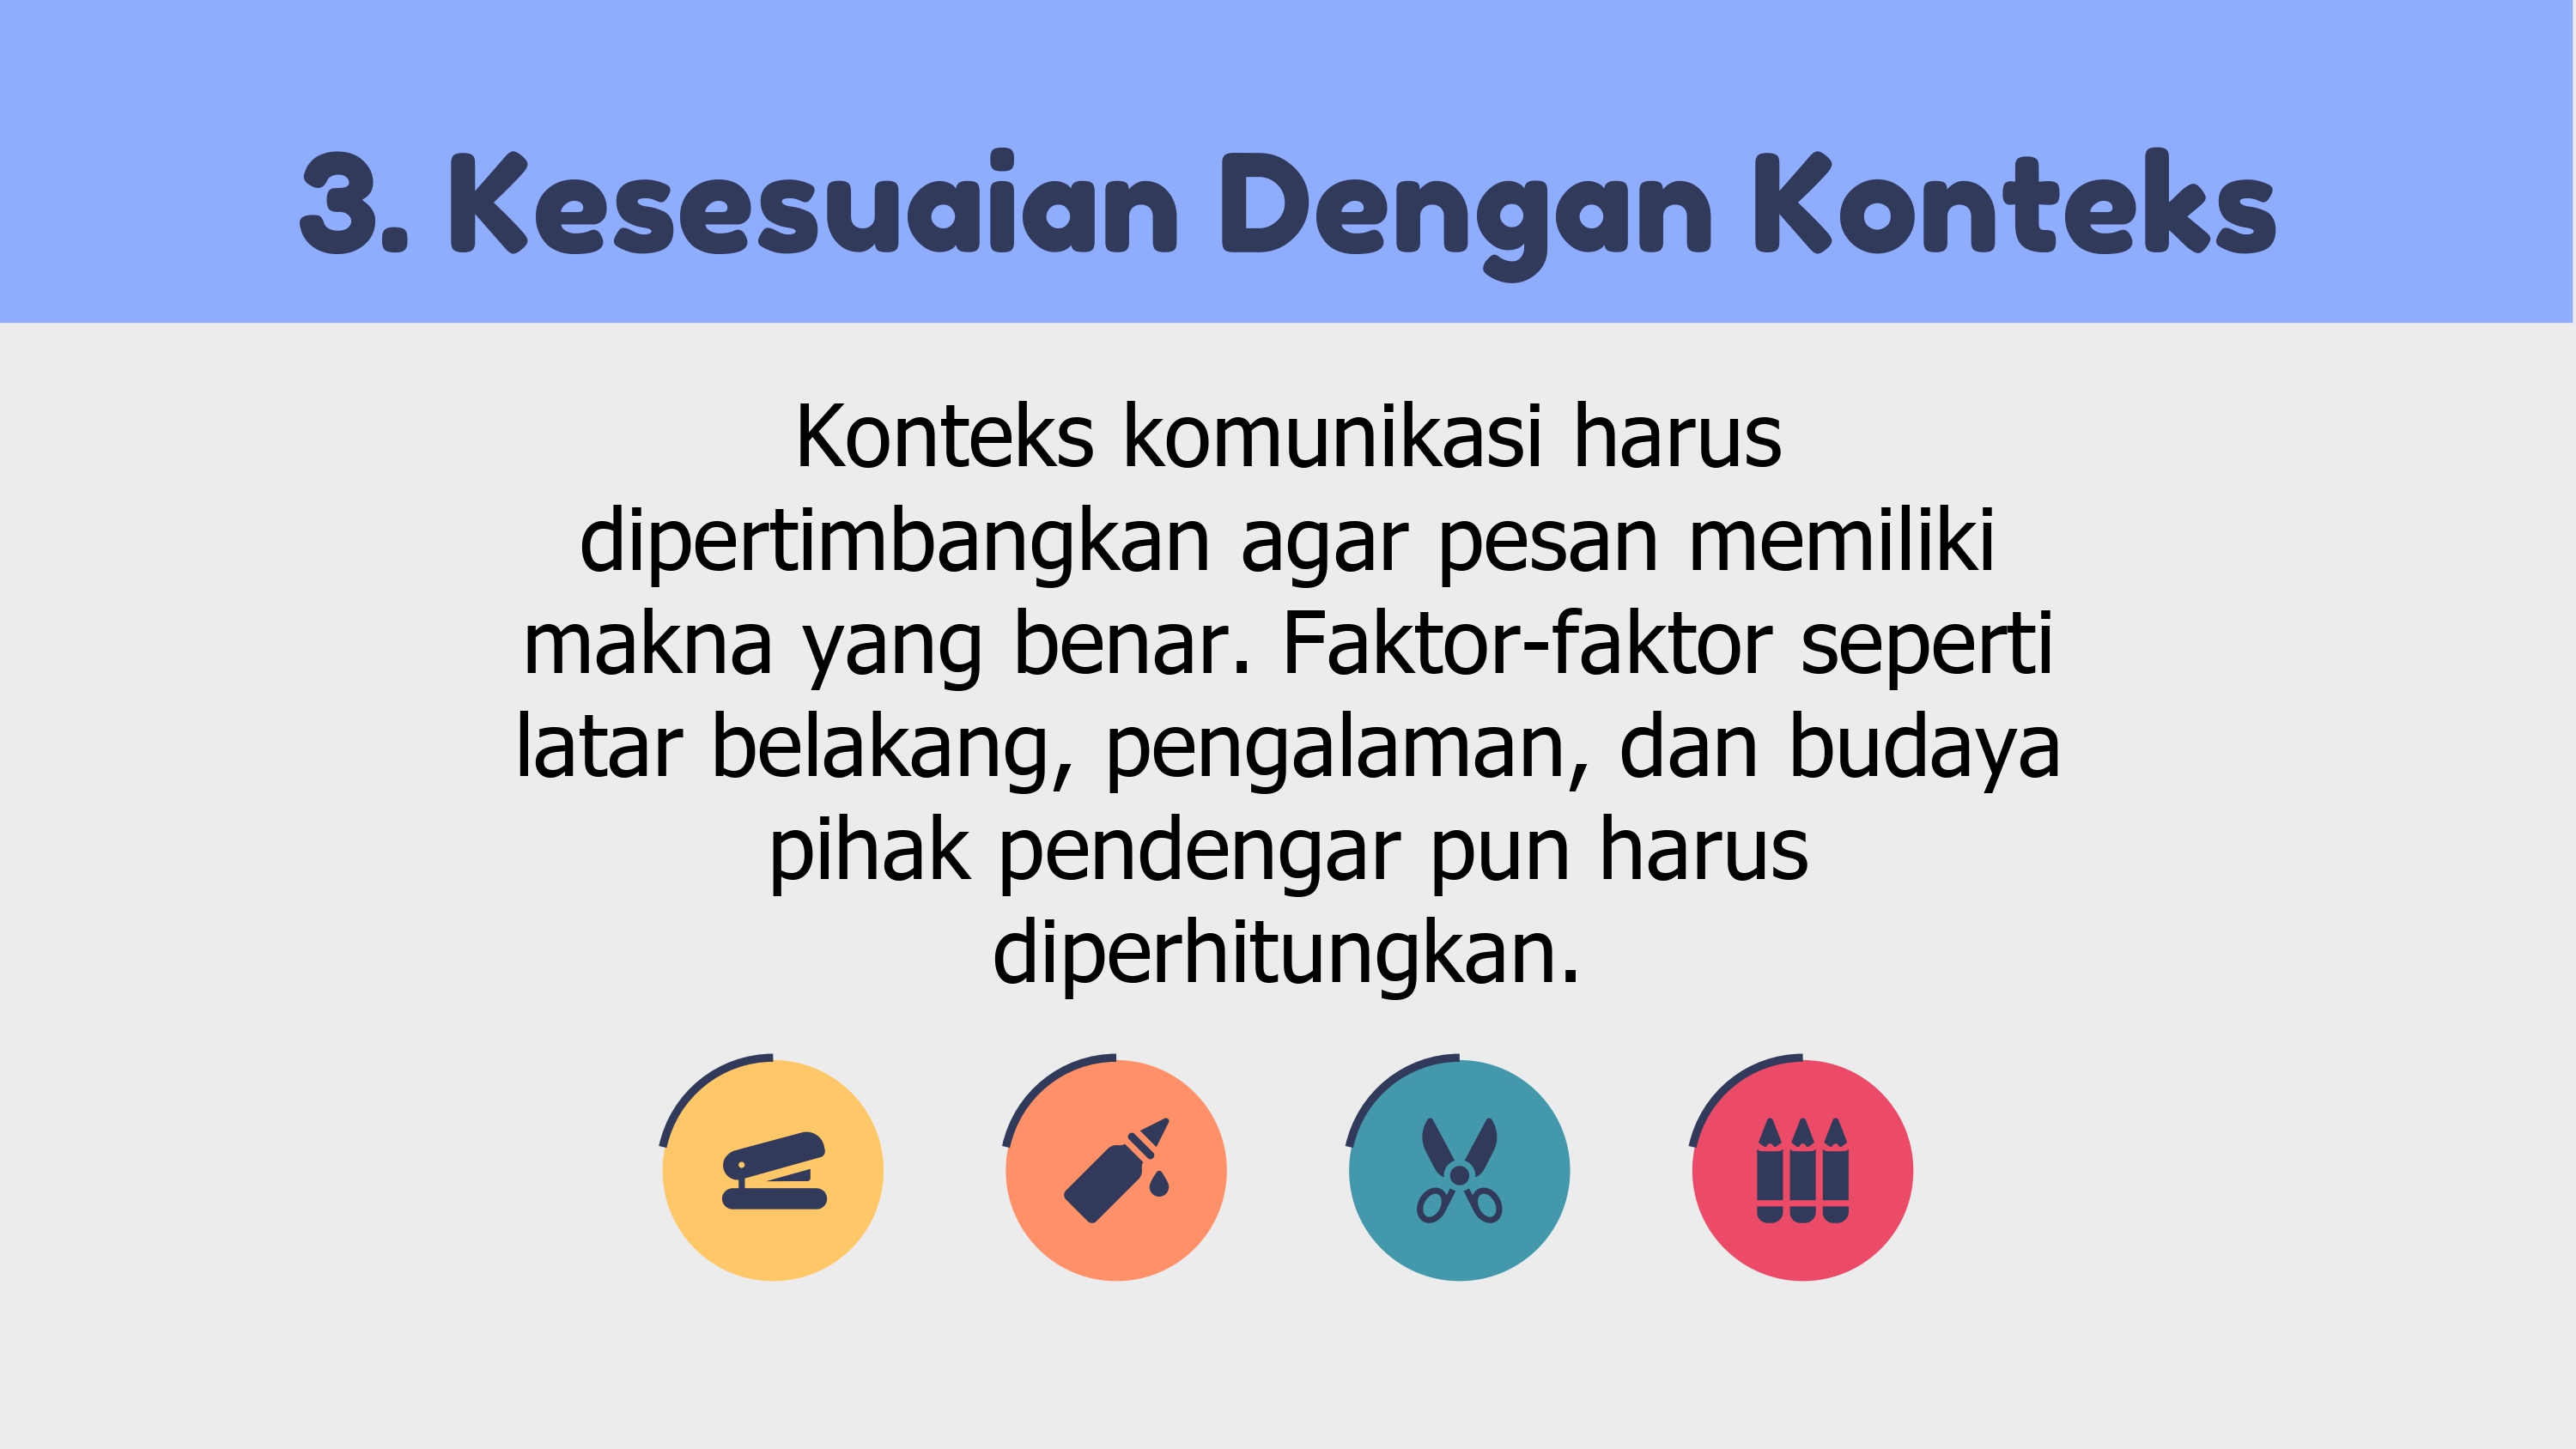 3. Kesesuaian Dengan Konteks
Konteks komunikasi harus
dipertimbangkan agar pesan memiliki
makna yang benar. Faktor-faktor seperti
latar belakang, pengalaman, dan budaya
pihak pendengar pun harus
diperhitungkan.